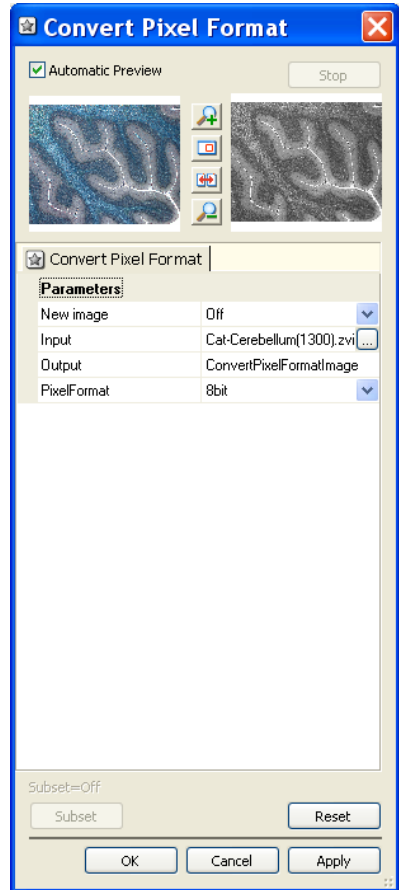 Convert Pixel Format
Automatic Preview
Stop
Convert Pixel Format
Parameters
New image Off
Input Cat-Cerebellum(1300).zvi ...
Output ConvertPixelFormatImage
PixelFormat 8bit
Subset=Off
Subset Reset
OK Cancel Apply